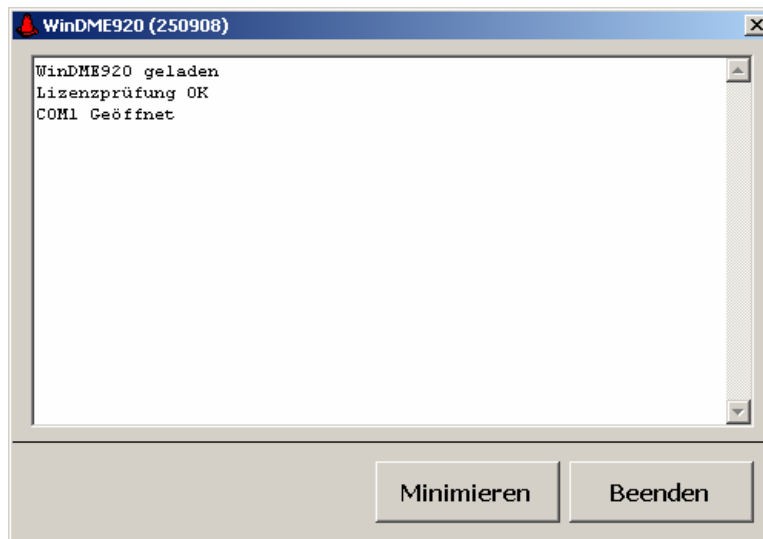 WinDME920 (250908)
WinDME920 geladen
Lizenzprüfung OK
COM1 Geöffnet
Minimieren
Beenden